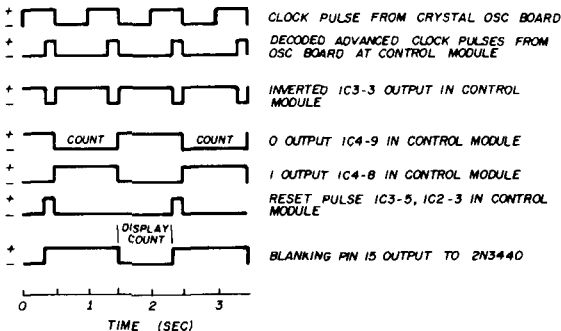 +
−
CLOCK PULSE FROM CRYSTAL OSC BOARD
+
−
DECODED ADVANCED CLOCK PULSES FROM
OSC BOARD AT CONTROL MODULE
+
−
INVERTED IC3-3 OUTPUT IN CONTROL
MODULE
+
−
COUNT
COUNT
0 OUTPUT IC4-9 IN CONTROL MODULE
+
−
1 OUTPUT IC4-8 IN CONTROL MODULE
+
−
RESET PULSE IC3-5, IC2-3 IN CONTROL
MODULE
DISPLAY
COUNT
+
−
BLANKING PIN 15 OUTPUT TO 2N3440
0 1 2 3
TIME (SEC)